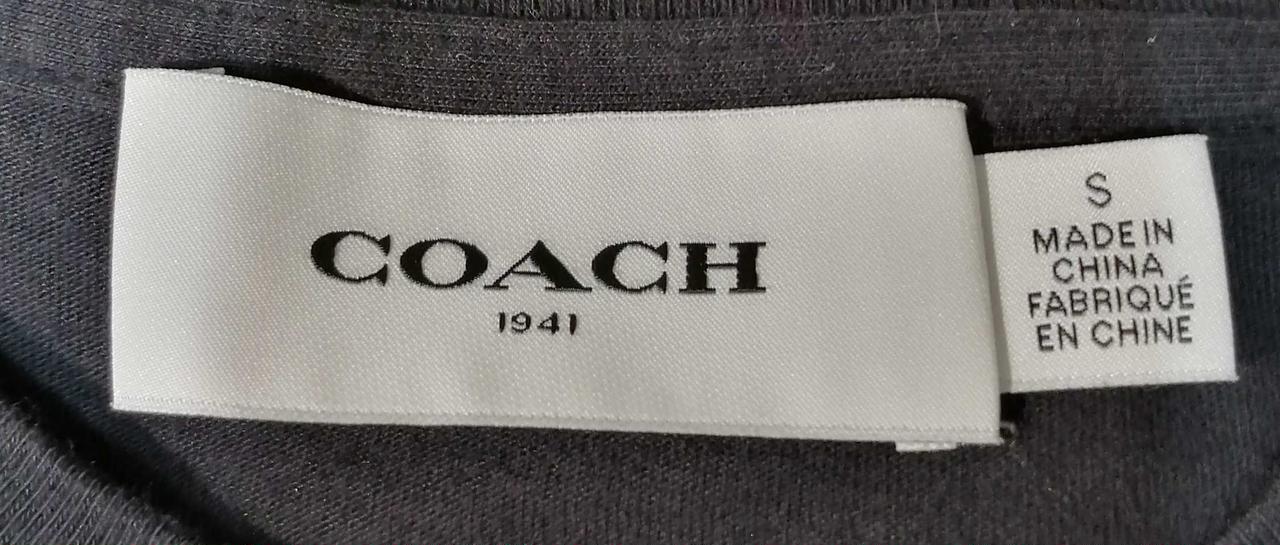 COACH
1941
S
MADE IN
CHINA
FABRIQUÉ
EN CHINE